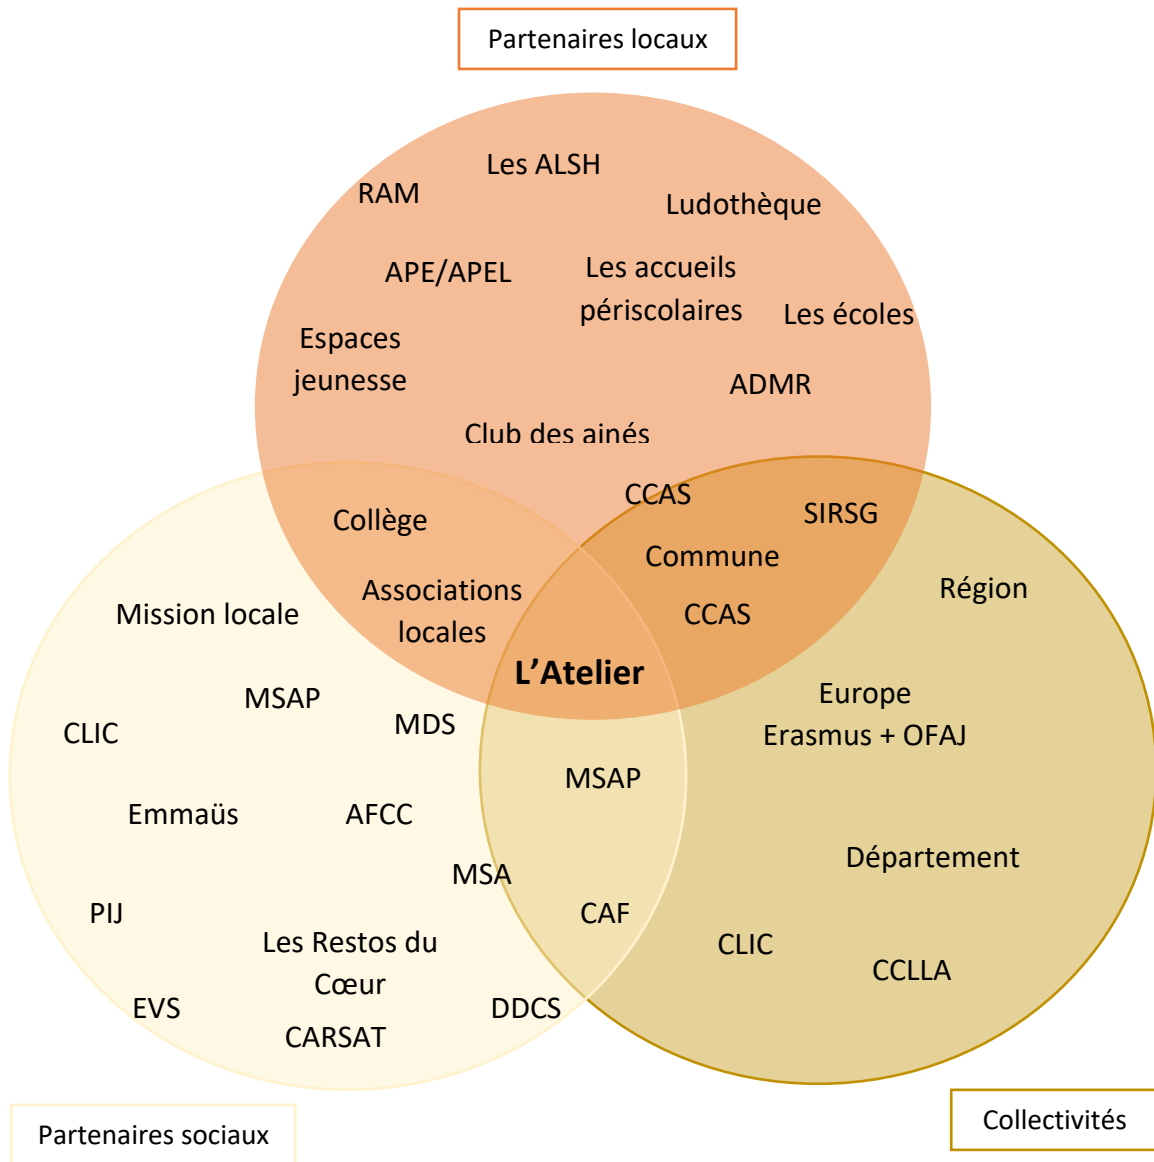 Partenaires locaux
Les ALSH
RAM
Ludothèque
APE/APEL
Les accueils
périscolaires
Les écoles
Espaces
jeunesse
ADMR
Club des ainés
CCAS
SIRSG
Collège
Commune
Associations
locales
CCAS
Région
Mission locale
L'Atelier
MSAP
MDS
CLIC
Europe
Erasmus + OFAJ
MSAP
Emmaüs
AFCC
Département
MSA
PIJ
CAF
Les Restos du
Cœur
CLIC
CCLLA
EVS
DDCS
CARSAT
Partenaires sociaux
Collectivités